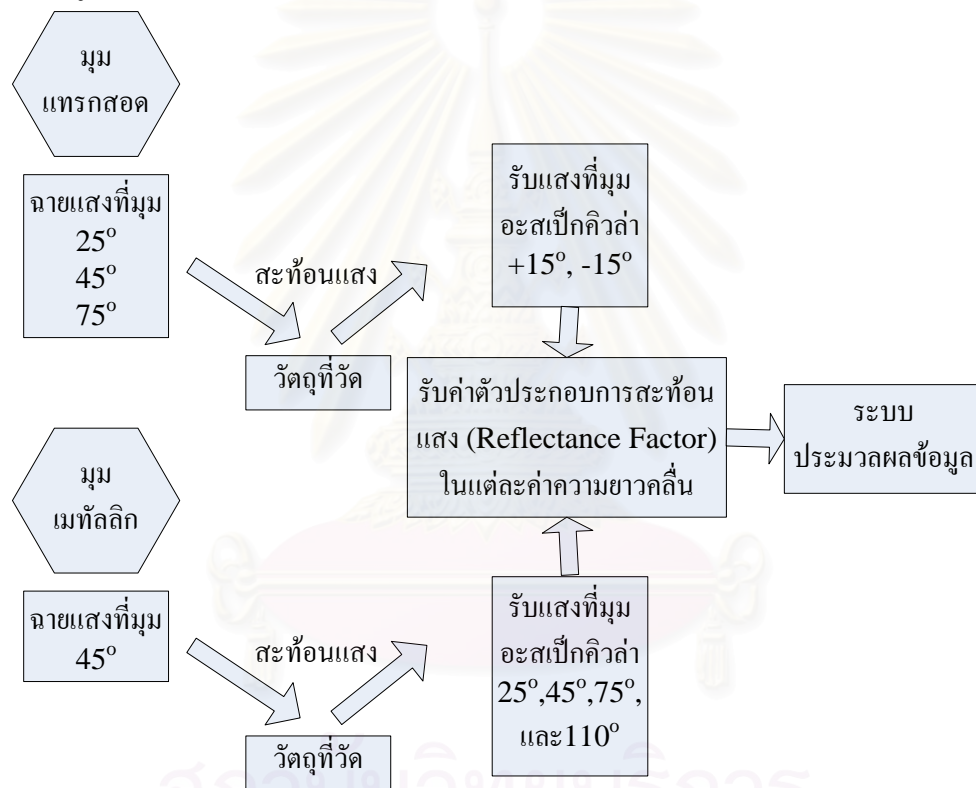 มุม
แทรกสอด
ฉายแสงที่มุม
25°
45°
75°
สะท้อนแสง
วัตถุที่วัด
รับแสงที่มุม
อะสเป็กคิวล่า
+15°, -15°
รับค่าตัวประกอบการสะท้อน
แสง (Reflectance Factor)
ในแต่ละค่าความยาวคลื่น
ระบบ
ประมวลผลข้อมูล
มุม
เมทัลลิก
ฉายแสงที่มุม
45°
สะท้อนแสง
วัตถุที่วัด
รับแสงที่มุม
อะสเป็กคิวล่า
25°,45°,75°,
และ110°